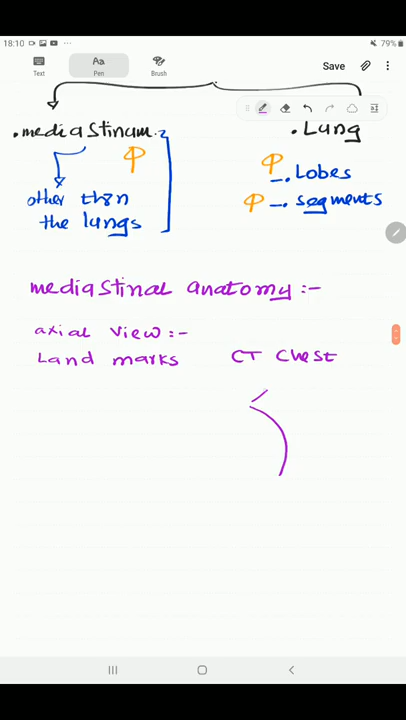 18:10
79%
Text
Pen
Brush
Save
.mediastinum.
.Lung
φ
φ
other than
the lungs
. Lobes
φ
. segments
mediastinal anatomy :-
axial view :-
Land marks
CT Chest